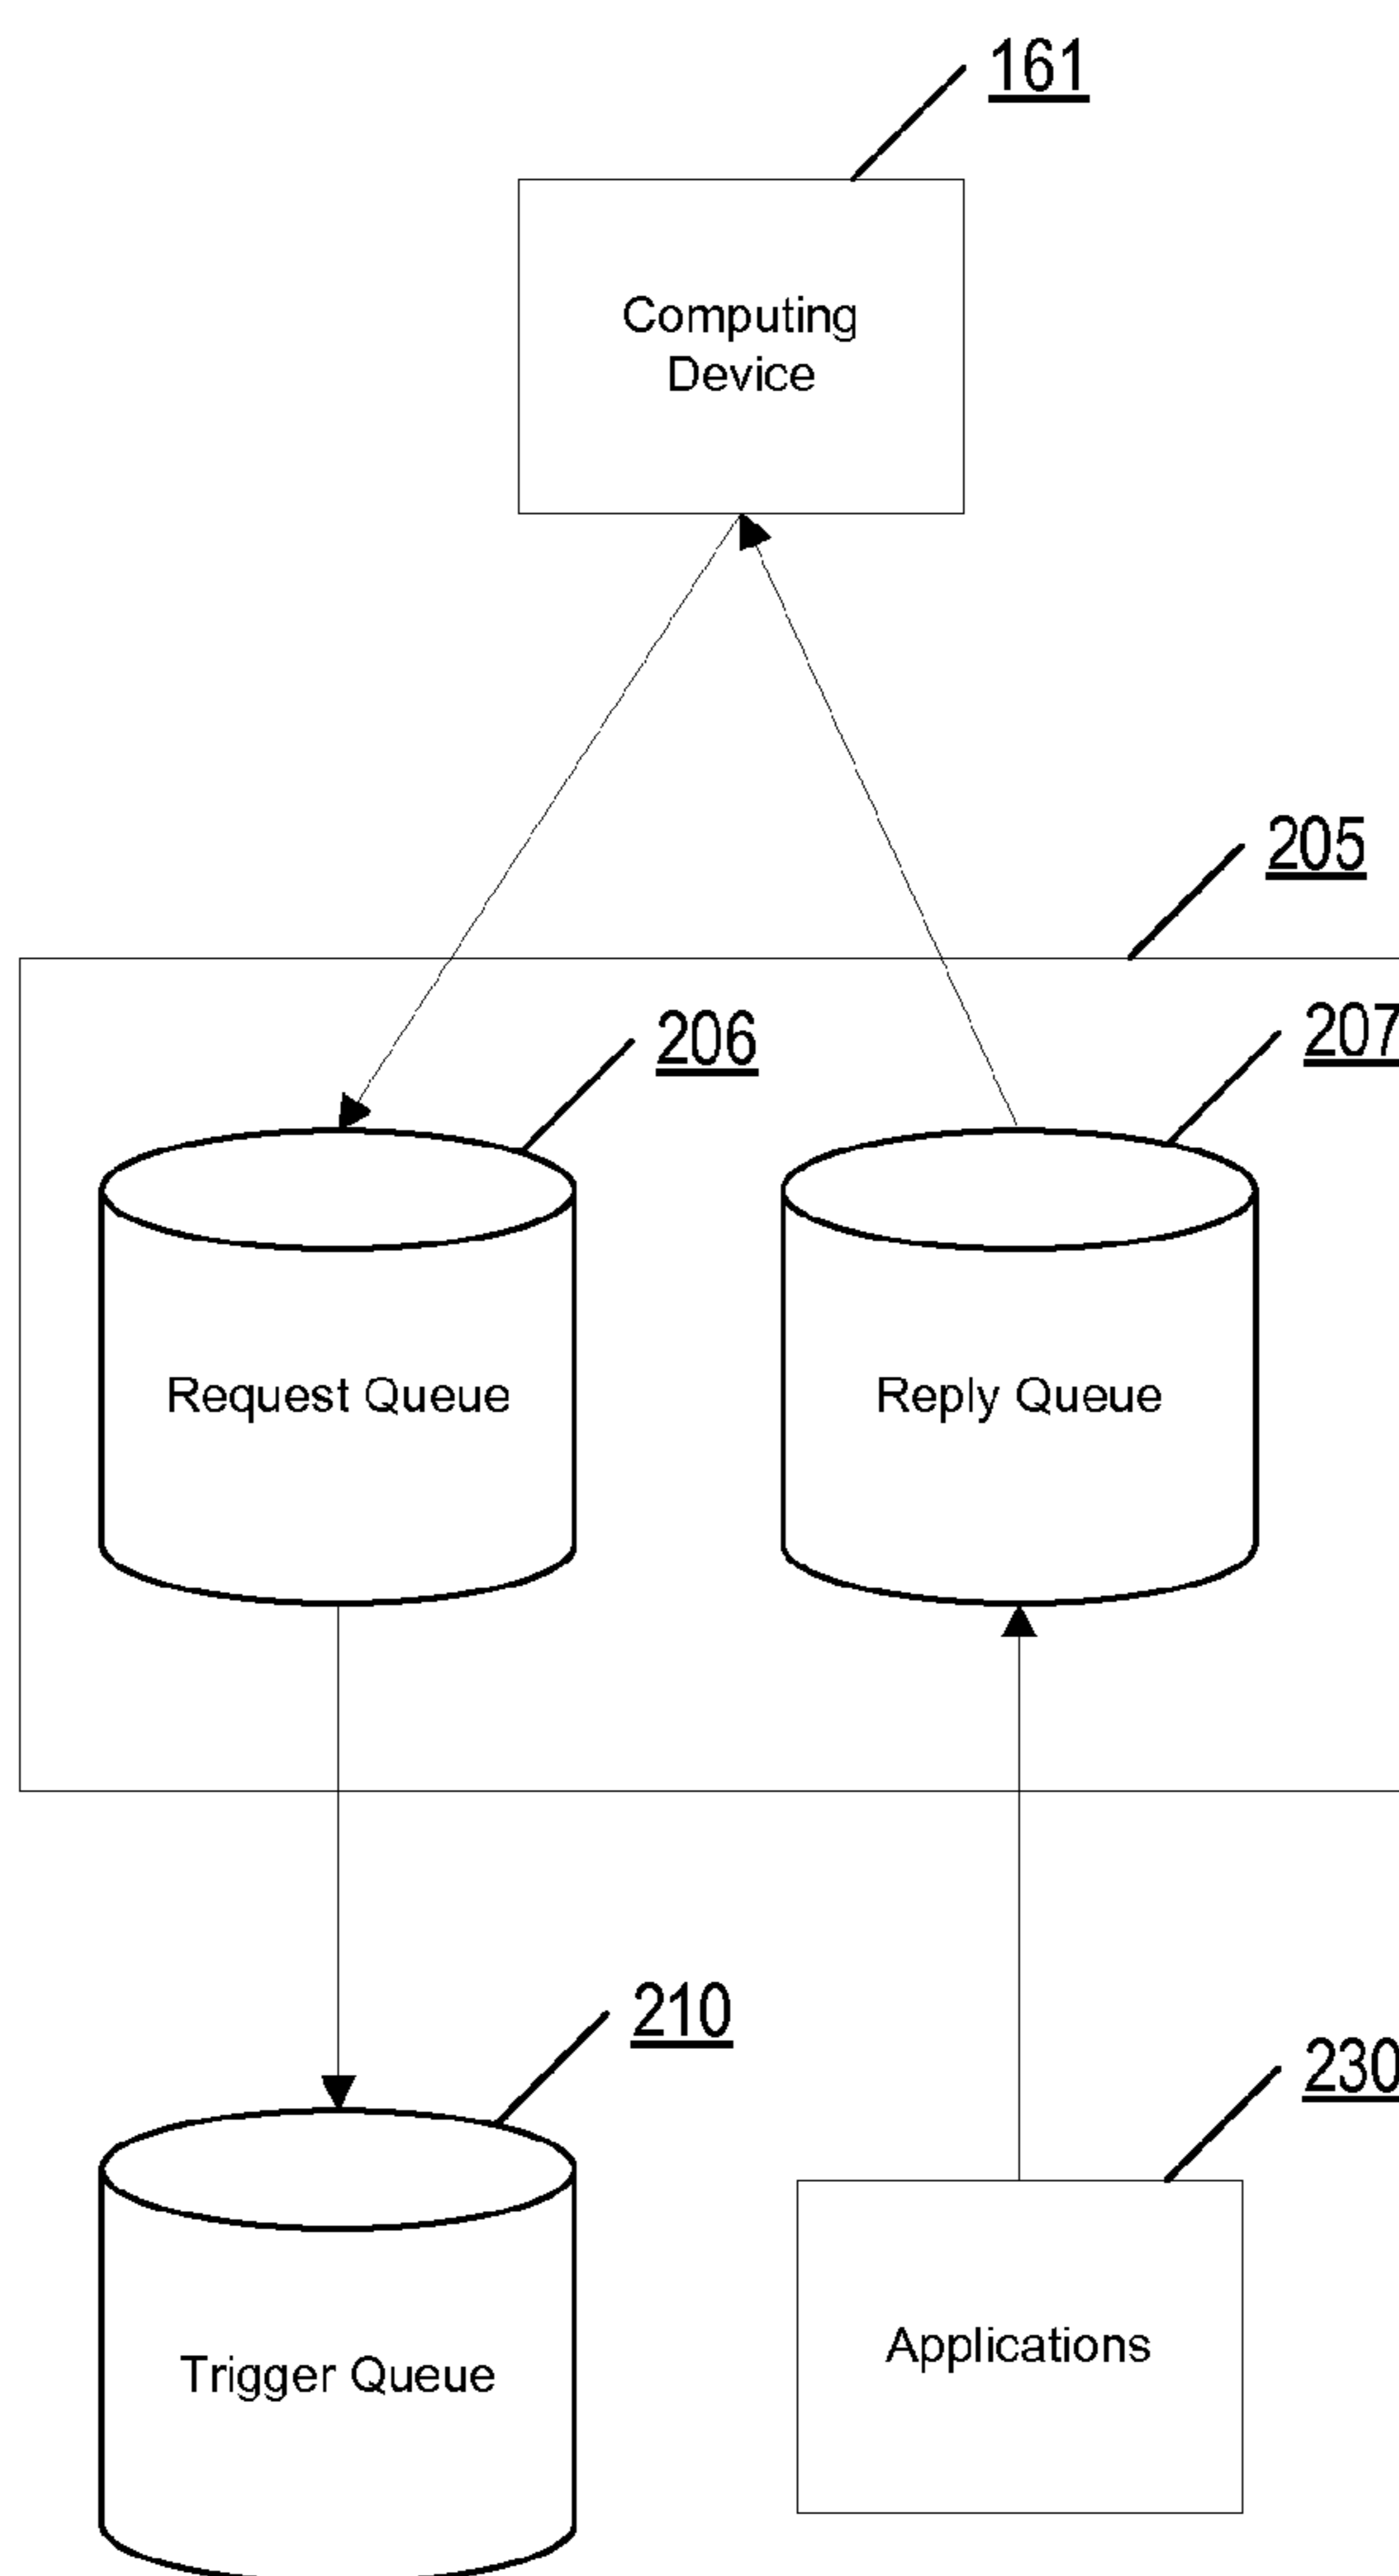 161
Computing
Device
205
206
207
Request Queue
Reply Queue
210
230
Trigger Queue
Applications